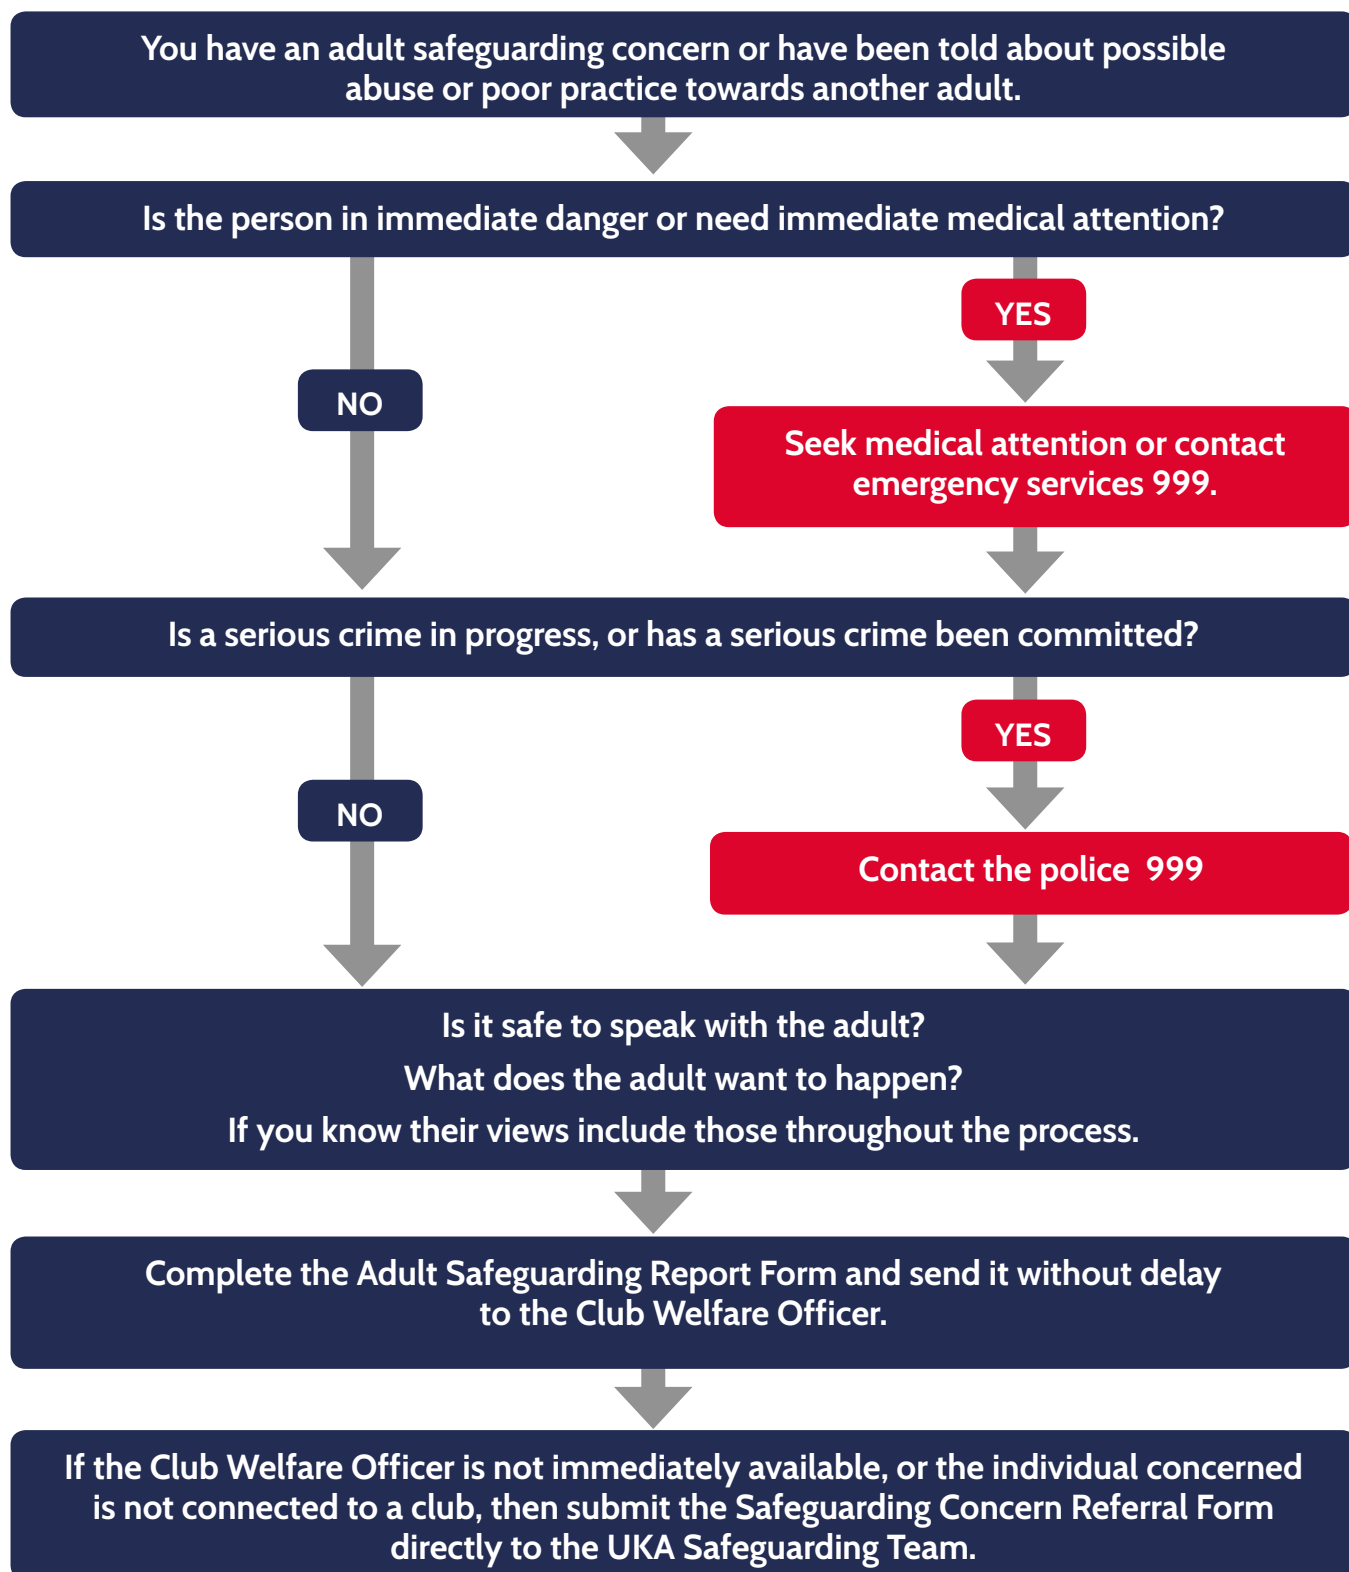 You have an adult safeguarding concern or have been told about possible
abuse or poor practice towards another adult.
Is the person in immediate danger or need immediate medical attention?
YES
NO
Seek medical attention or contact
emergency services 999.
Is a serious crime in progress, or has a serious crime been committed?
YES
NO
Contact the police 999
Is it safe to speak with the adult?
What does the adult want to happen?
If you know their views include those throughout the process.
Complete the Adult Safeguarding Report Form and send it without delay
to the Club Welfare Officer.
If the Club Welfare Officer is not immediately available, or the individual concerned
is not connected to a club, then submit the Safeguarding Concern Referral Form
directly to the UKA Safeguarding Team.